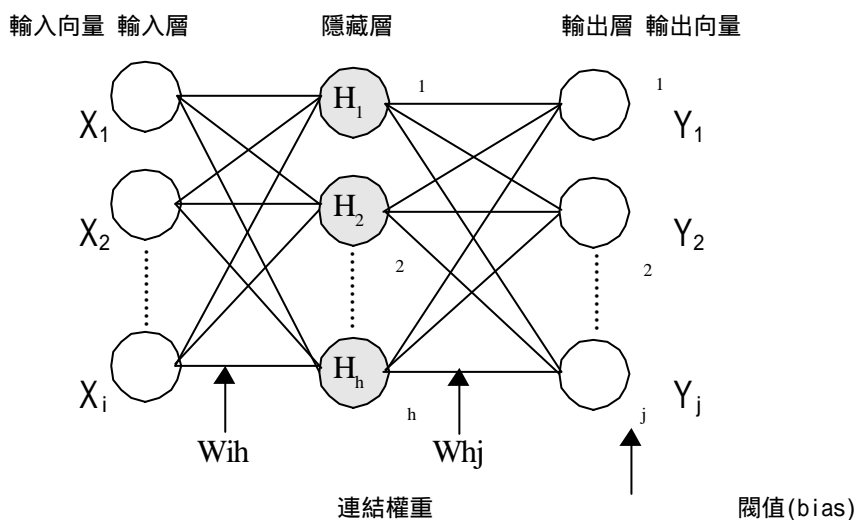 輸入向量 輸入層 隱藏層 輸出層 輸出向量
H1 1 1
X1 Y1
H2
X2 Y2
2 2
Hh
Xi h j Yj
Wih Whj
連結權重 閥值(bias)